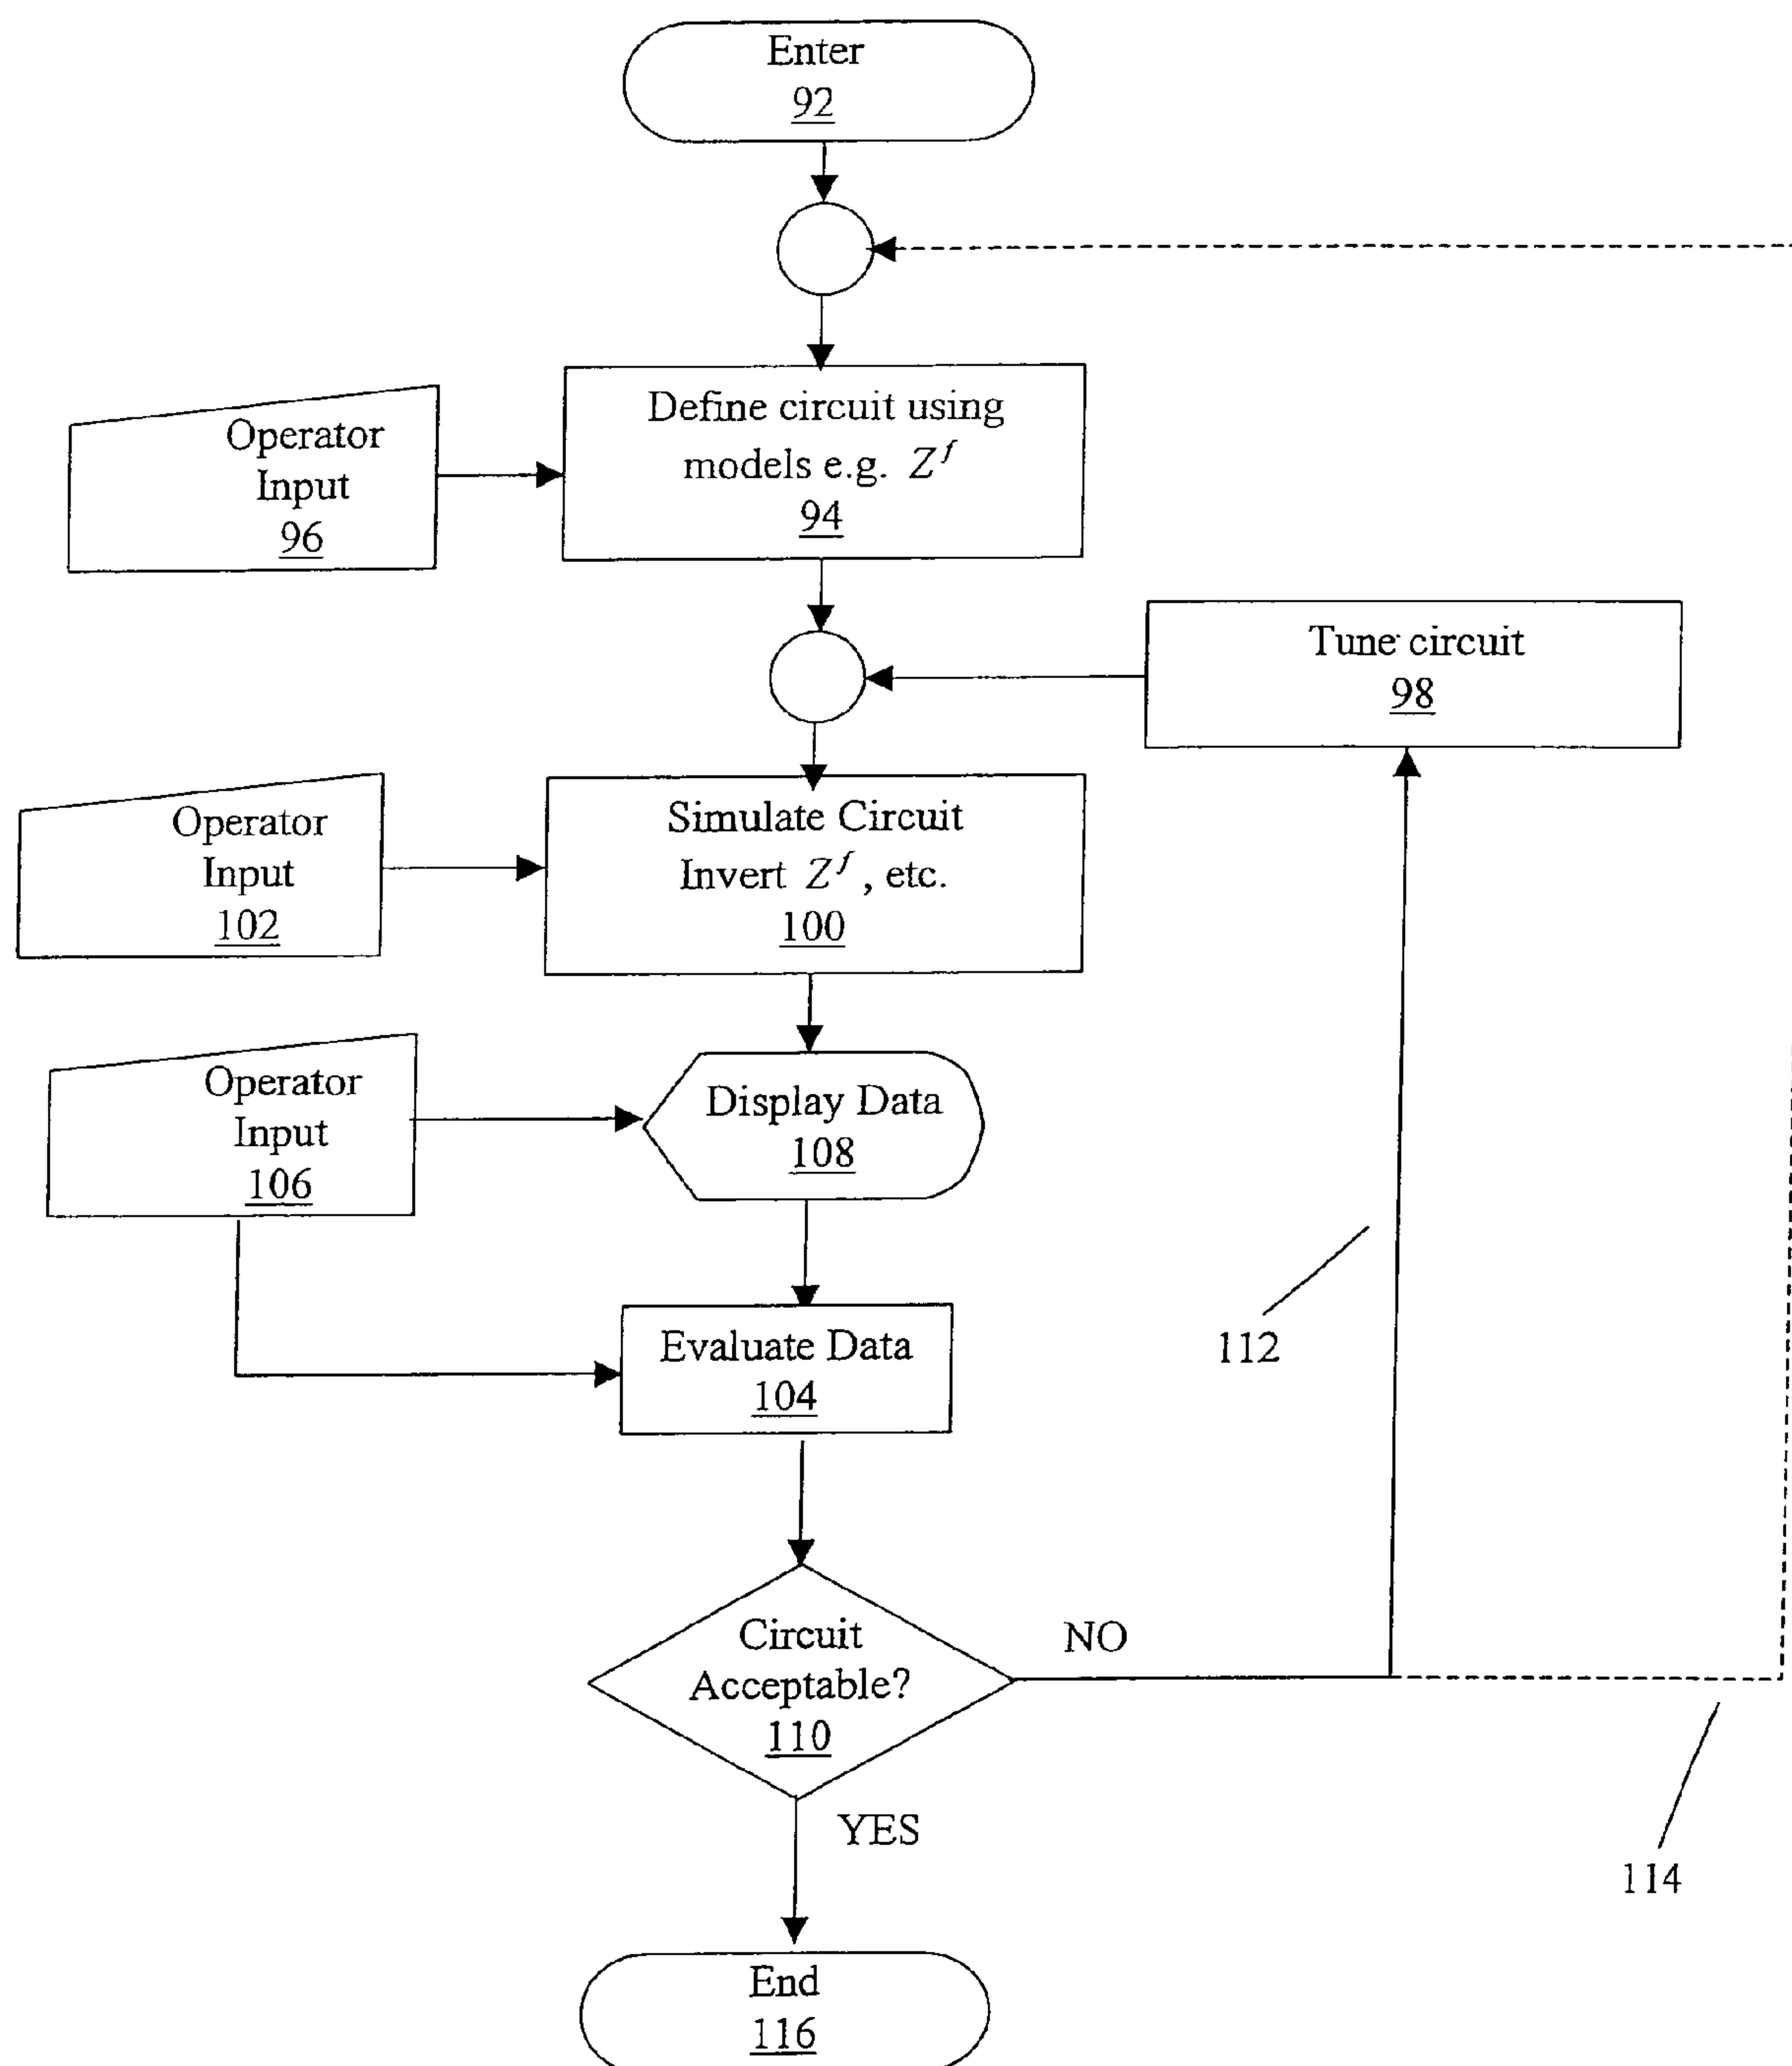 Enter
92
Define circuit using
models e.g. Z^f
94
Operator
Input
96
Tune circuit
98
Simulate Circuit
Invert Z^f , etc.
100
Operator
Input
102
Operator
Input
106
Display Data
108
Evaluate Data
104
112
Circuit
Acceptable?
110
NO
YES
114
End
116